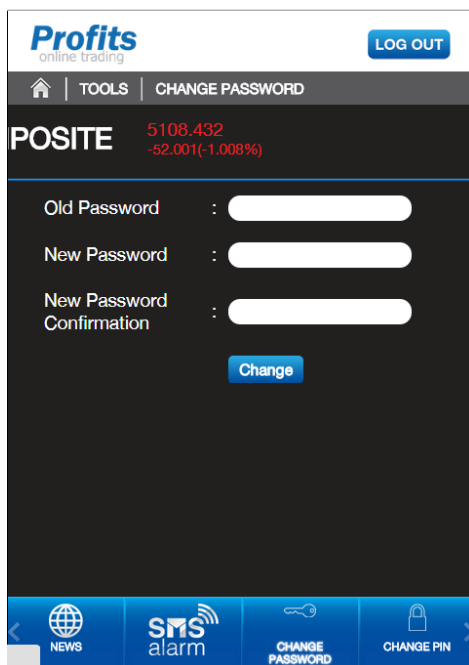 Profits
online trading
LOG OUT
TOOLS
CHANGE PASSWORD
POSITE
5108.432
-52.001(-1.008%)
Old Password :
New Password :
New Password
Confirmation :
Change
NEWS
SMS
alarm
CHANGE
PASSWORD
CHANGE PIN